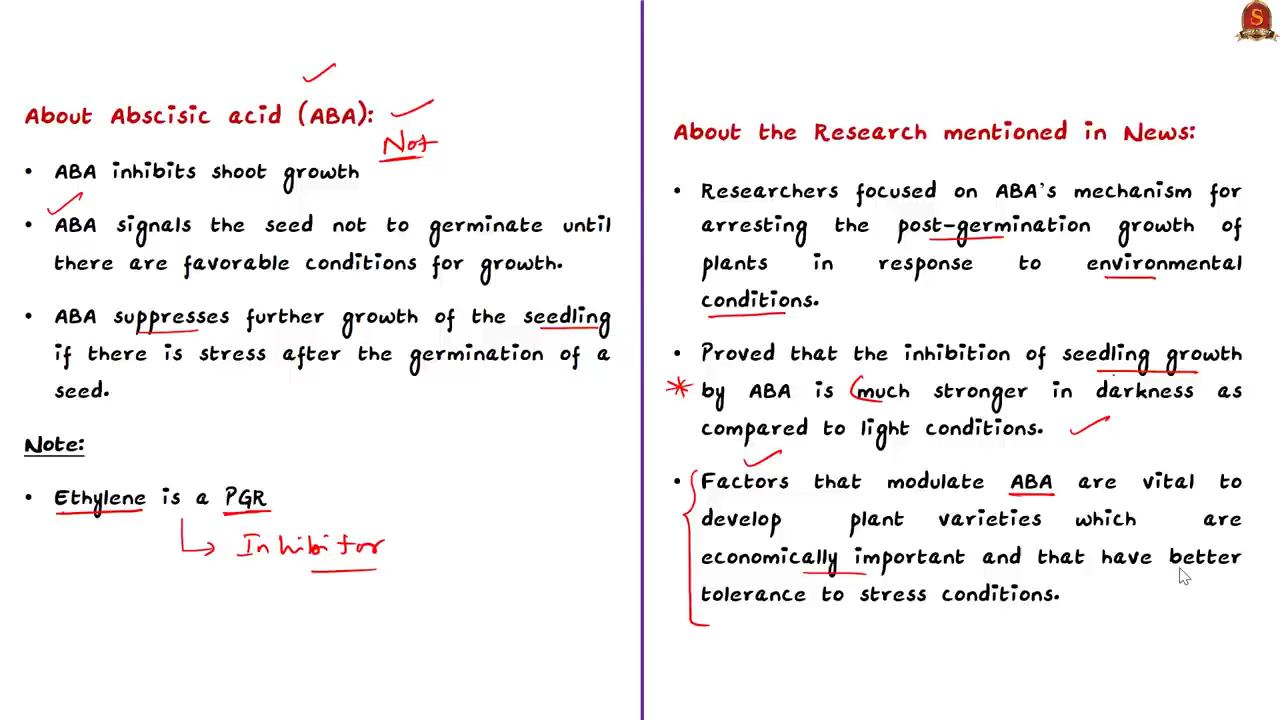 About Abscisic acid (ABA):
Not
• ABA inhibits shoot growth
• ABA signals the seed not to germinate until
there are favorable conditions for growth.
• ABA suppresses further growth of the seedling
if there is stress after the germination of a
seed.
Note:
• Ethylene is a PGR
Inhibitor
About the Research mentioned in News:
• Researchers focused on ABA's mechanism for
arresting the post-germination growth of
plants in response to environmental
conditions.
• Proved that the inhibition of seedling growth
* by ABA is (much stronger in darkness as
compared to light conditions.
• Factors that modulate ABA are vital to
develop plant varieties which are
economically important and that have better
tolerance to stress conditions.
S